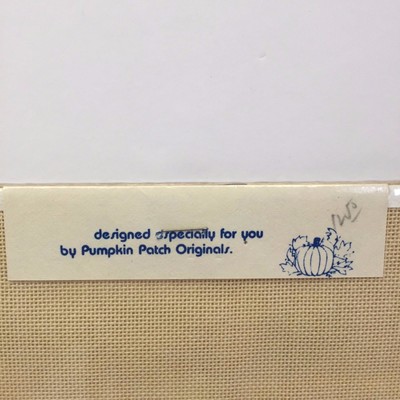 designed especially for you
by Pumpkin Patch Originals.